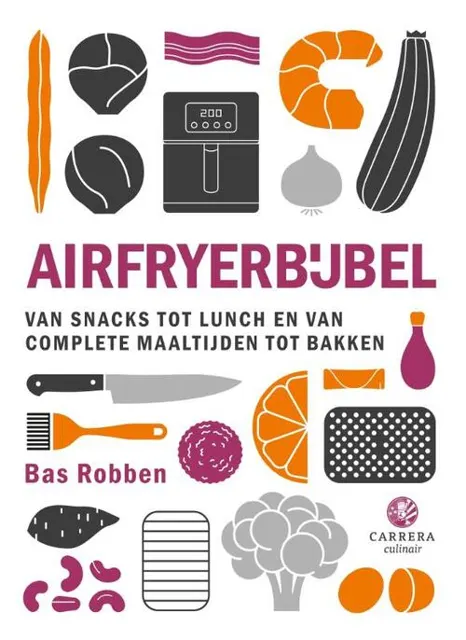 200
AIRFRYERBIJBEL
VAN SNACKS TOT LUNCH EN VAN
COMPLETE MAALTIJDEN TOT BAKKEN
Bas Robben
CARRERA
culinair